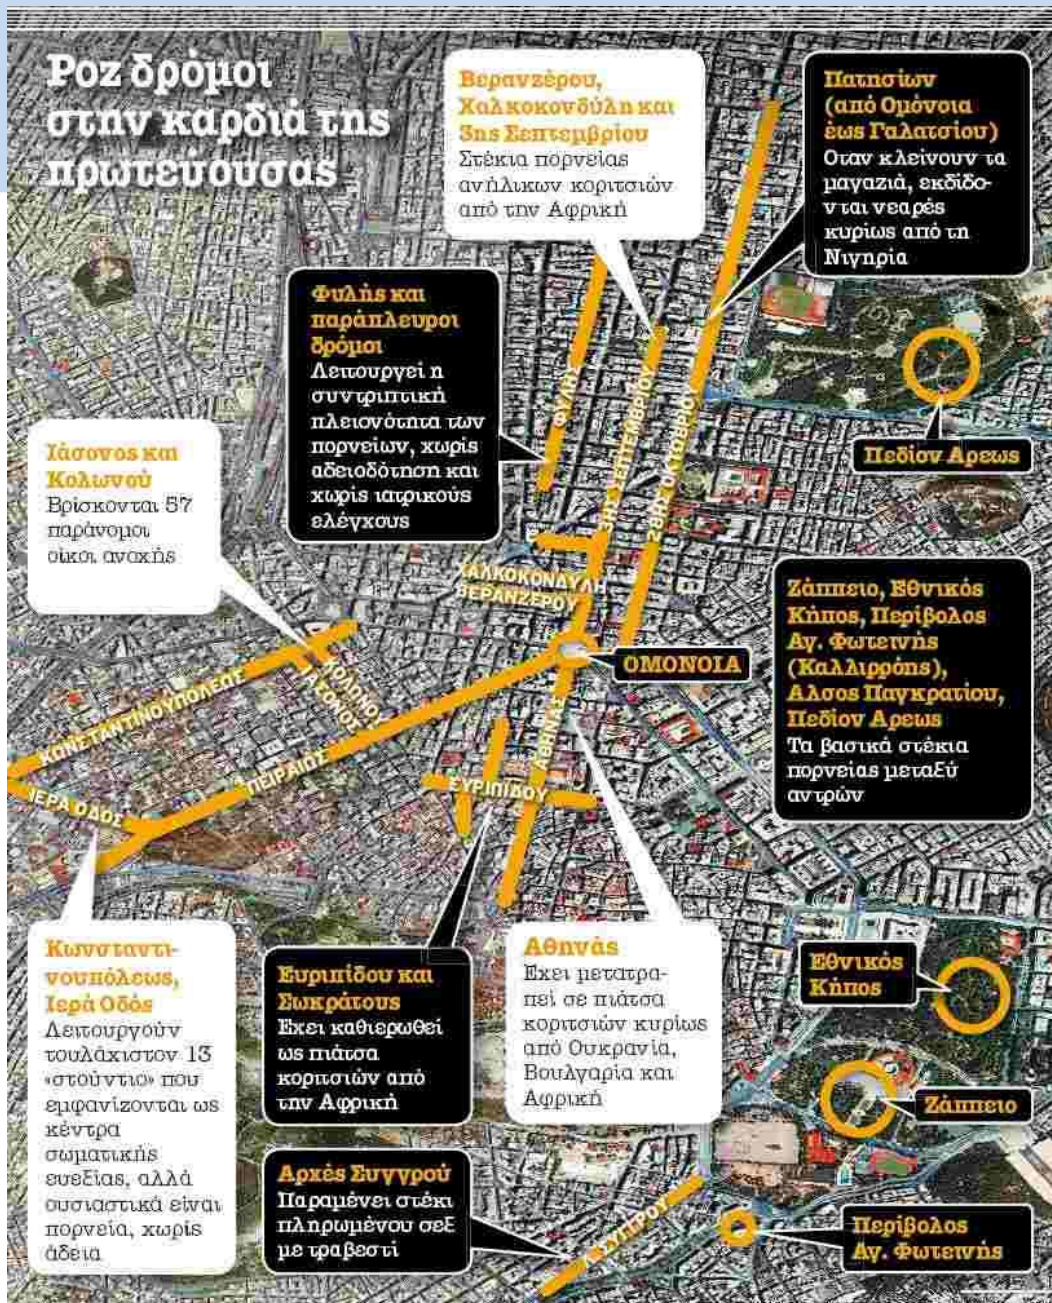 Ροζ δρόμοι
στην καρδιά της
πρωτεύουσας
Βερανζέρου,
Χαλκοκονδύλη και
3ης Σεπτεμβρίου
Στέκια πορνείας
ανήλικων κοριτσιών
από την Αφρική
Πατησίων
(από Ομόνοια
έως Γαλατσίου)
Οταν κλείνουν τα
μαγαζιά, εκδίδο-
νται νεαρές
κυρίως από τη
Νιγηρία
Φυλής και
παράπλευροι
δρόμοι
Λειτουργεί η
συντριπτική
πλειονότητα των
πορνείων, χωρίς
αδειοδότηση και
χωρίς ιατρικούς
ελέγχους
ΦΥΛΗΣ
3ΗΣ ΣΕΠΤΕΜΒΡΙΟΥ
28ΗΣ ΟΚΤΩΒΡΙΟΥ
Πεδίον Αρεως
Ιάσονος και
Κολωνού
Βρίσκονται 57
παράνομοι
οίκοι ανοχής
ΧΑΛΚΟΚΟΝΔΥΛΗ
ΒΕΡΑΝΖΕΡΟΥ
ΟΜΟΝΟΙΑ
Ζάππειο, Εθνικός
Κήπος, Περίβολος
Αγ. Φωτεινής
(Καλλιρρόης),
Αλσος Παγκρατίου,
Πεδίον Αρεως
Τα βασικά στέκια
πορνείας μεταξύ
αντρών
ΚΩΝΣΤΑΝΤΙΝΟΥΠΟΛΕΩΣ
ΚΟΛΩΝΟΥ
ΙΑΣΟΝΟΣ
ΠΕΙΡΑΙΩΣ
ΙΕΡΑ ΟΔΟΣ
ΑΘΗΝΑΣ
ΕΥΡΙΠΙΔΟΥ
Κωνσταντι-
νουπόλεως,
Ιερά Οδός
Λειτουργούν
τουλάχιστον 13
«στούντιο» που
εμφανίζονται ως
κέντρα
σωματικής
ευεξίας, αλλά
ουσιαστικά είναι
πορνεία, χωρίς
άδεια
Ευριπίδου και
Σωκράτους
Εχει καθιερωθεί
ως πιάτσα
κοριτσιών από
την Αφρική
Αθηνάς
Εχει μετατρα-
πεί σε πιάτσα
κοριτσιών κυρίως
από Ουκρανία,
Βουλγαρία και
Αφρική
Εθνικός
Κήπος
Ζάππειο
Αρχές Συγγρού
Παραμένει στέκι
πληρωμένου σεξ
με τραβεστί
ΣΥΓΓΡΟΥ
Περίβολος
Αγ. Φωτεινής